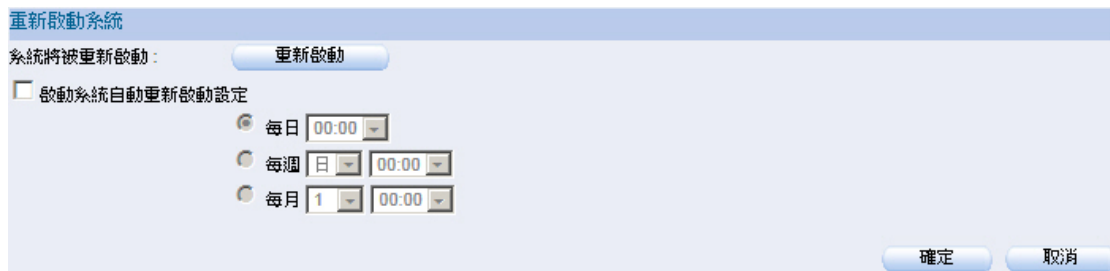 重新啟動系統
系統將被重新啟動： 重新啟動
啟動系統自動重新啟動設定
每日 00:00
每週 日 00:00
每月 1 00:00
確定 取消